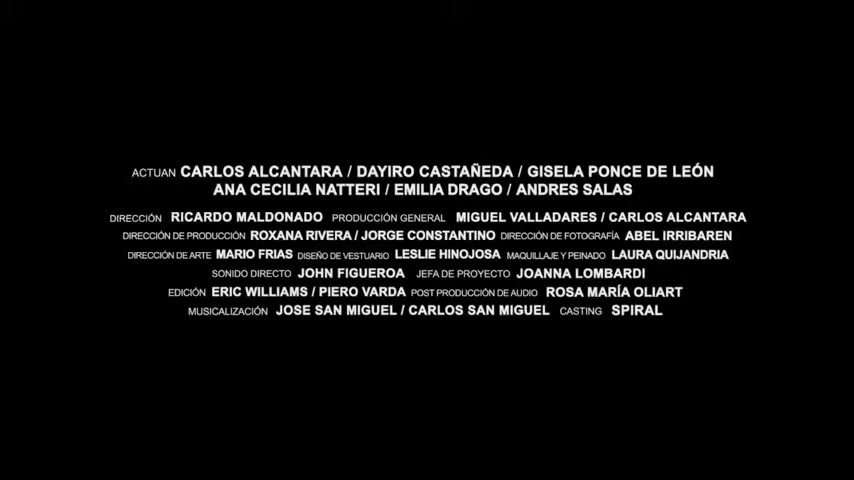 ACTUAN CARLOS ALCANTARA / DAYIRO CASTAÑEDA / GISELA PONCE DE LEÓN
ANA CECILIA NATTERI / EMILIA DRAGO / ANDRES SALAS
DIRECCIÓN RICARDO MALDONADO PRODUCCIÓN GENERAL MIGUEL VALLADARES / CARLOS ALCANTARA
DIRECCIÓN DE PRODUCCIÓN ROXANA RIVERA / JORGE CONSTANTINO DIRECCIÓN DE FOTOGRAFÍA ABEL IRRIBAREN
DIRECCIÓN DE ARTE MARIO FRIAS DISEÑO DE VESTUARIO LESLIE HINOJOSA MAQUILLAJE Y PEINADO LAURA QUIJANDRIA
SONIDO DIRECTO JOHN FIGUEROA JEFA DE PROYECTO JOANNA LOMBARDI
EDICIÓN ERIC WILLIAMS / PIERO VARDA POST PRODUCCIÓN DE AUDIO ROSA MARÍA OLIART
MUSICALIZACIÓN JOSE SAN MIGUEL / CARLOS SAN MIGUEL CASTING SPIRAL